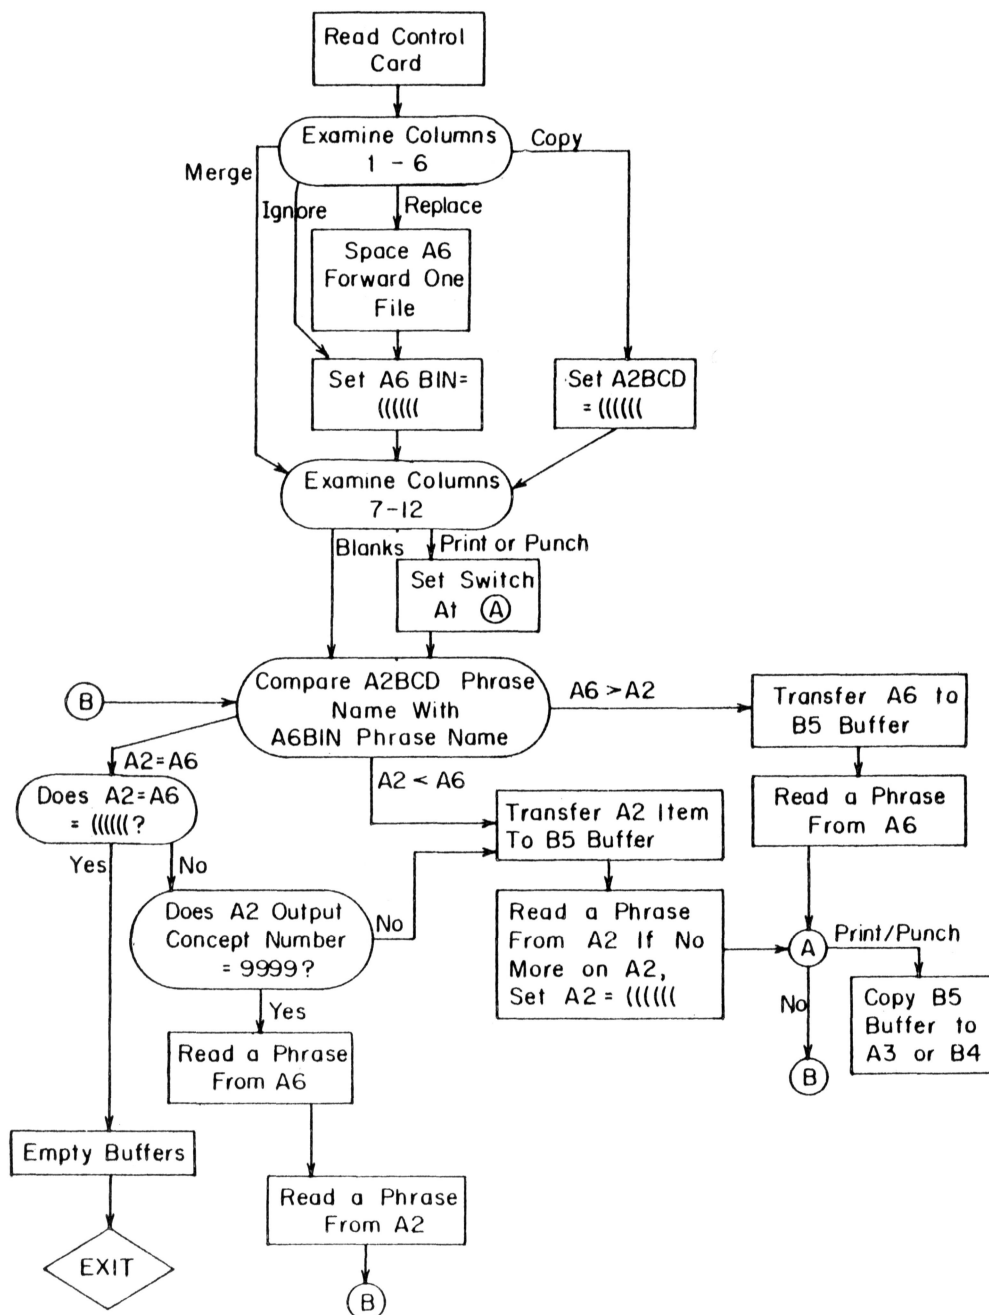 Read Control
Card
Examine Columns
1 - 6
Copy
Merge
Ignore
Replace
Space A6
Forward One
File
Set A6 BIN=
((((((
Set A2BCD
= ((((((
Examine Columns
7-12
Blanks
Print or Punch
Set Switch
At A
B
Compare A2BCD Phrase
Name With
A6BIN Phrase Name
A6 > A2
Transfer A6 to
B5 Buffer
A2=A6
A2 < A6
Does A2=A6
= ((((((?
Transfer A2 Item
To B5 Buffer
Read a Phrase
From A6
Yes
No
Does A2 Output
Concept Number
= 9999?
No
Read a Phrase
From A2 If No
More on A2,
Set A2 = ((((((
A
Print/Punch
No
Copy B5
Buffer to
A3 or B4
B
Yes
Read a Phrase
From A6
Empty Buffers
Read a Phrase
From A2
EXIT
B